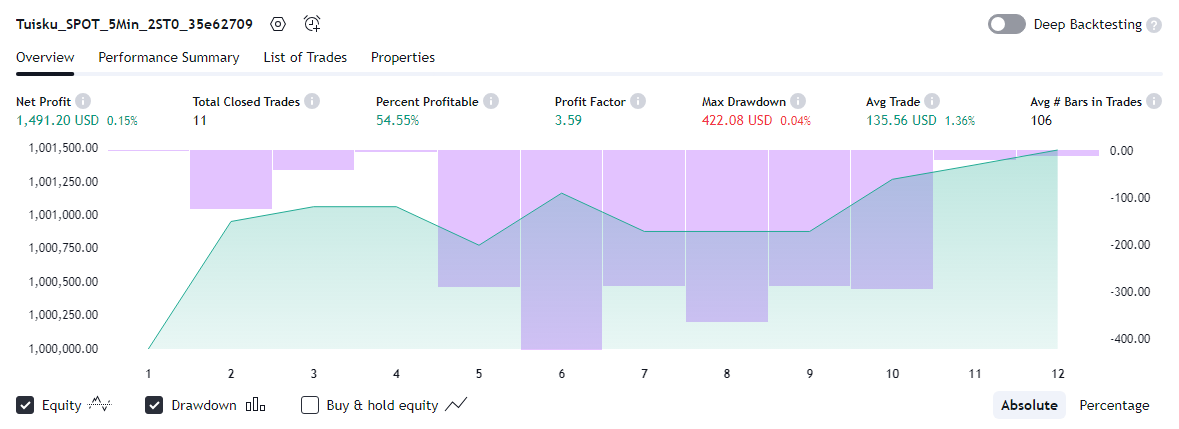 Tuisku_SPOT_5Min_2ST0_35e62709 Deep Backtesting ?
Overview Performance Summary List of Trades Properties
Net Profit Total Closed Trades Percent Profitable Profit Factor Max Drawdown Avg Trade Avg # Bars in Trades
1,491.20 USD 0.15% 11 54.55% 3.59 422.08 USD 0.04% 135.56 USD 1.36% 106
1,001,500.00 0.00
1,001,250.00
1,001,000.00 -100.00
1,000,750.00 -200.00
1,000,500.00 -300.00
1,000,250.00
1,000,000.00 -400.00
1 2 3 4 5 6 7 8 9 10 11 12
Equity Drawdown Buy & hold equity Absolute Percentage